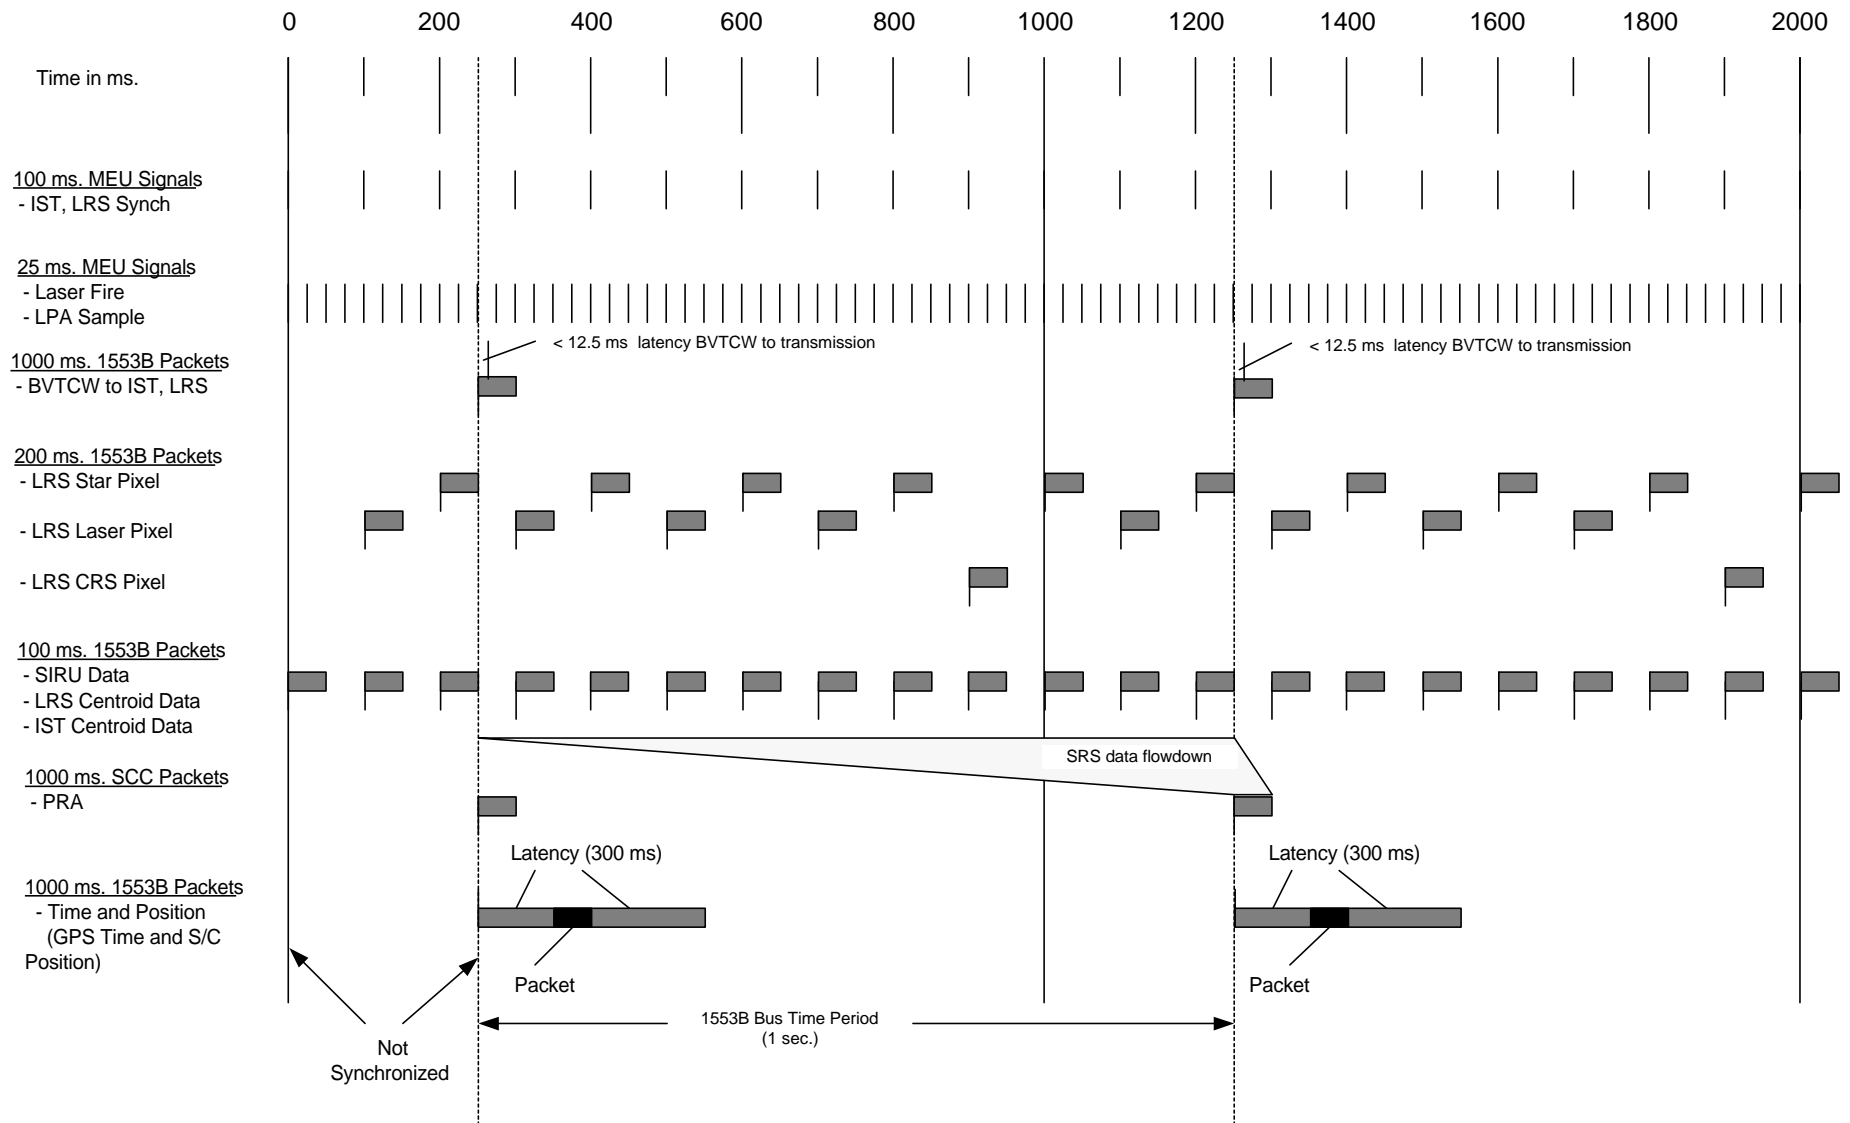 0 200 400 600 800 1000 1200 1400 1600 1800 2000
Time in ms.
100 ms. MEU Signals
- IST, LRS Synch
25 ms. MEU Signals
- Laser Fire
- LPA Sample
< 12.5 ms latency BVTCW to transmission
< 12.5 ms latency BVTCW to transmission
1000 ms. 1553B Packets
- BVTCW to IST, LRS
200 ms. 1553B Packets
- LRS Star Pixel
- LRS Laser Pixel
- LRS CRS Pixel
100 ms. 1553B Packets
- SIRU Data
- LRS Centroid Data
- IST Centroid Data
SRS data flowdown
1000 ms. SCC Packets
- PRA
Latency (300 ms)
Latency (300 ms)
1000 ms. 1553B Packets
- Time and Position
(GPS Time and S/C
Position)
Packet
Packet
1553B Bus Time Period
(1 sec.)
Not
Synchronized